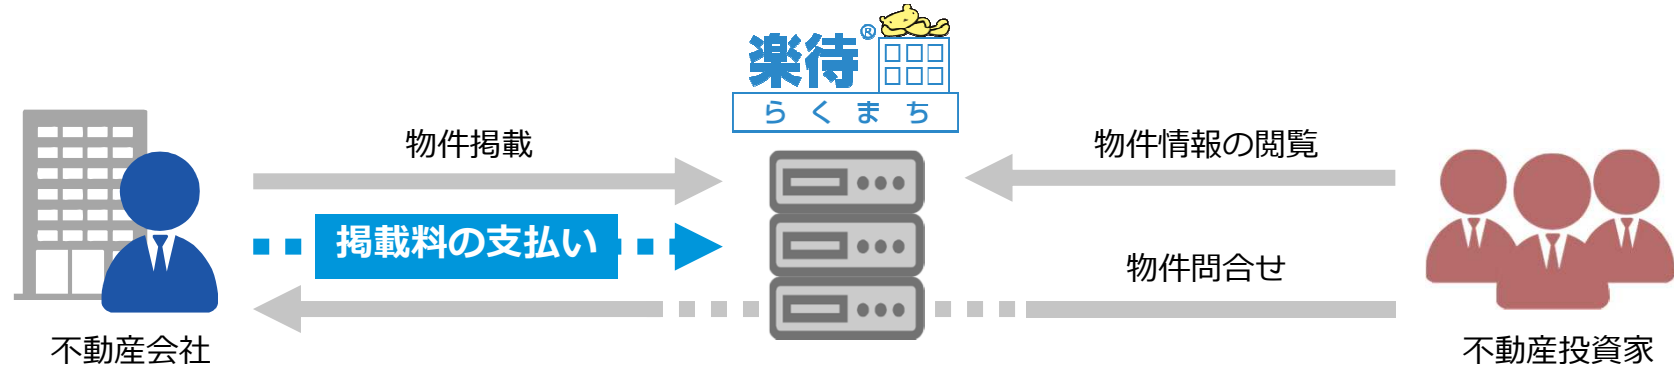 楽待®
らくまち
物件掲載
物件情報の閲覧
掲載料の支払い
物件問合せ
不動産会社
不動産投資家